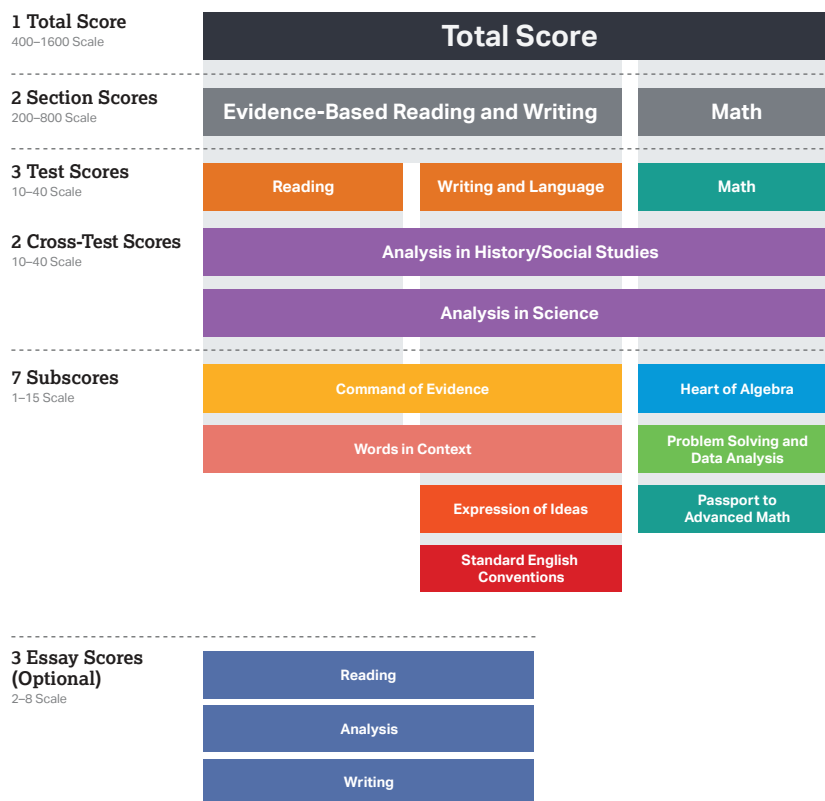 1 Total Score
400–1600 Scale
Total Score
2 Section Scores
200–800 Scale
Evidence-Based Reading and Writing
Math
3 Test Scores
10–40 Scale
Reading
Writing and Language
Math
2 Cross-Test Scores
10–40 Scale
Analysis in History/Social Studies
Analysis in Science
7 Subscores
1–15 Scale
Command of Evidence
Heart of Algebra
Words in Context
Problem Solving and
Data Analysis
Expression of Ideas
Passport to
Advanced Math
Standard English
Conventions
3 Essay Scores
(Optional)
2–8 Scale
Reading
Analysis
Writing